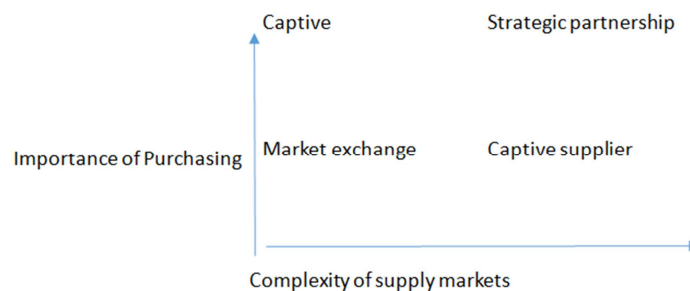 Captive Strategic partnership
Importance of Purchasing Market exchange Captive supplier
Complexity of supply markets